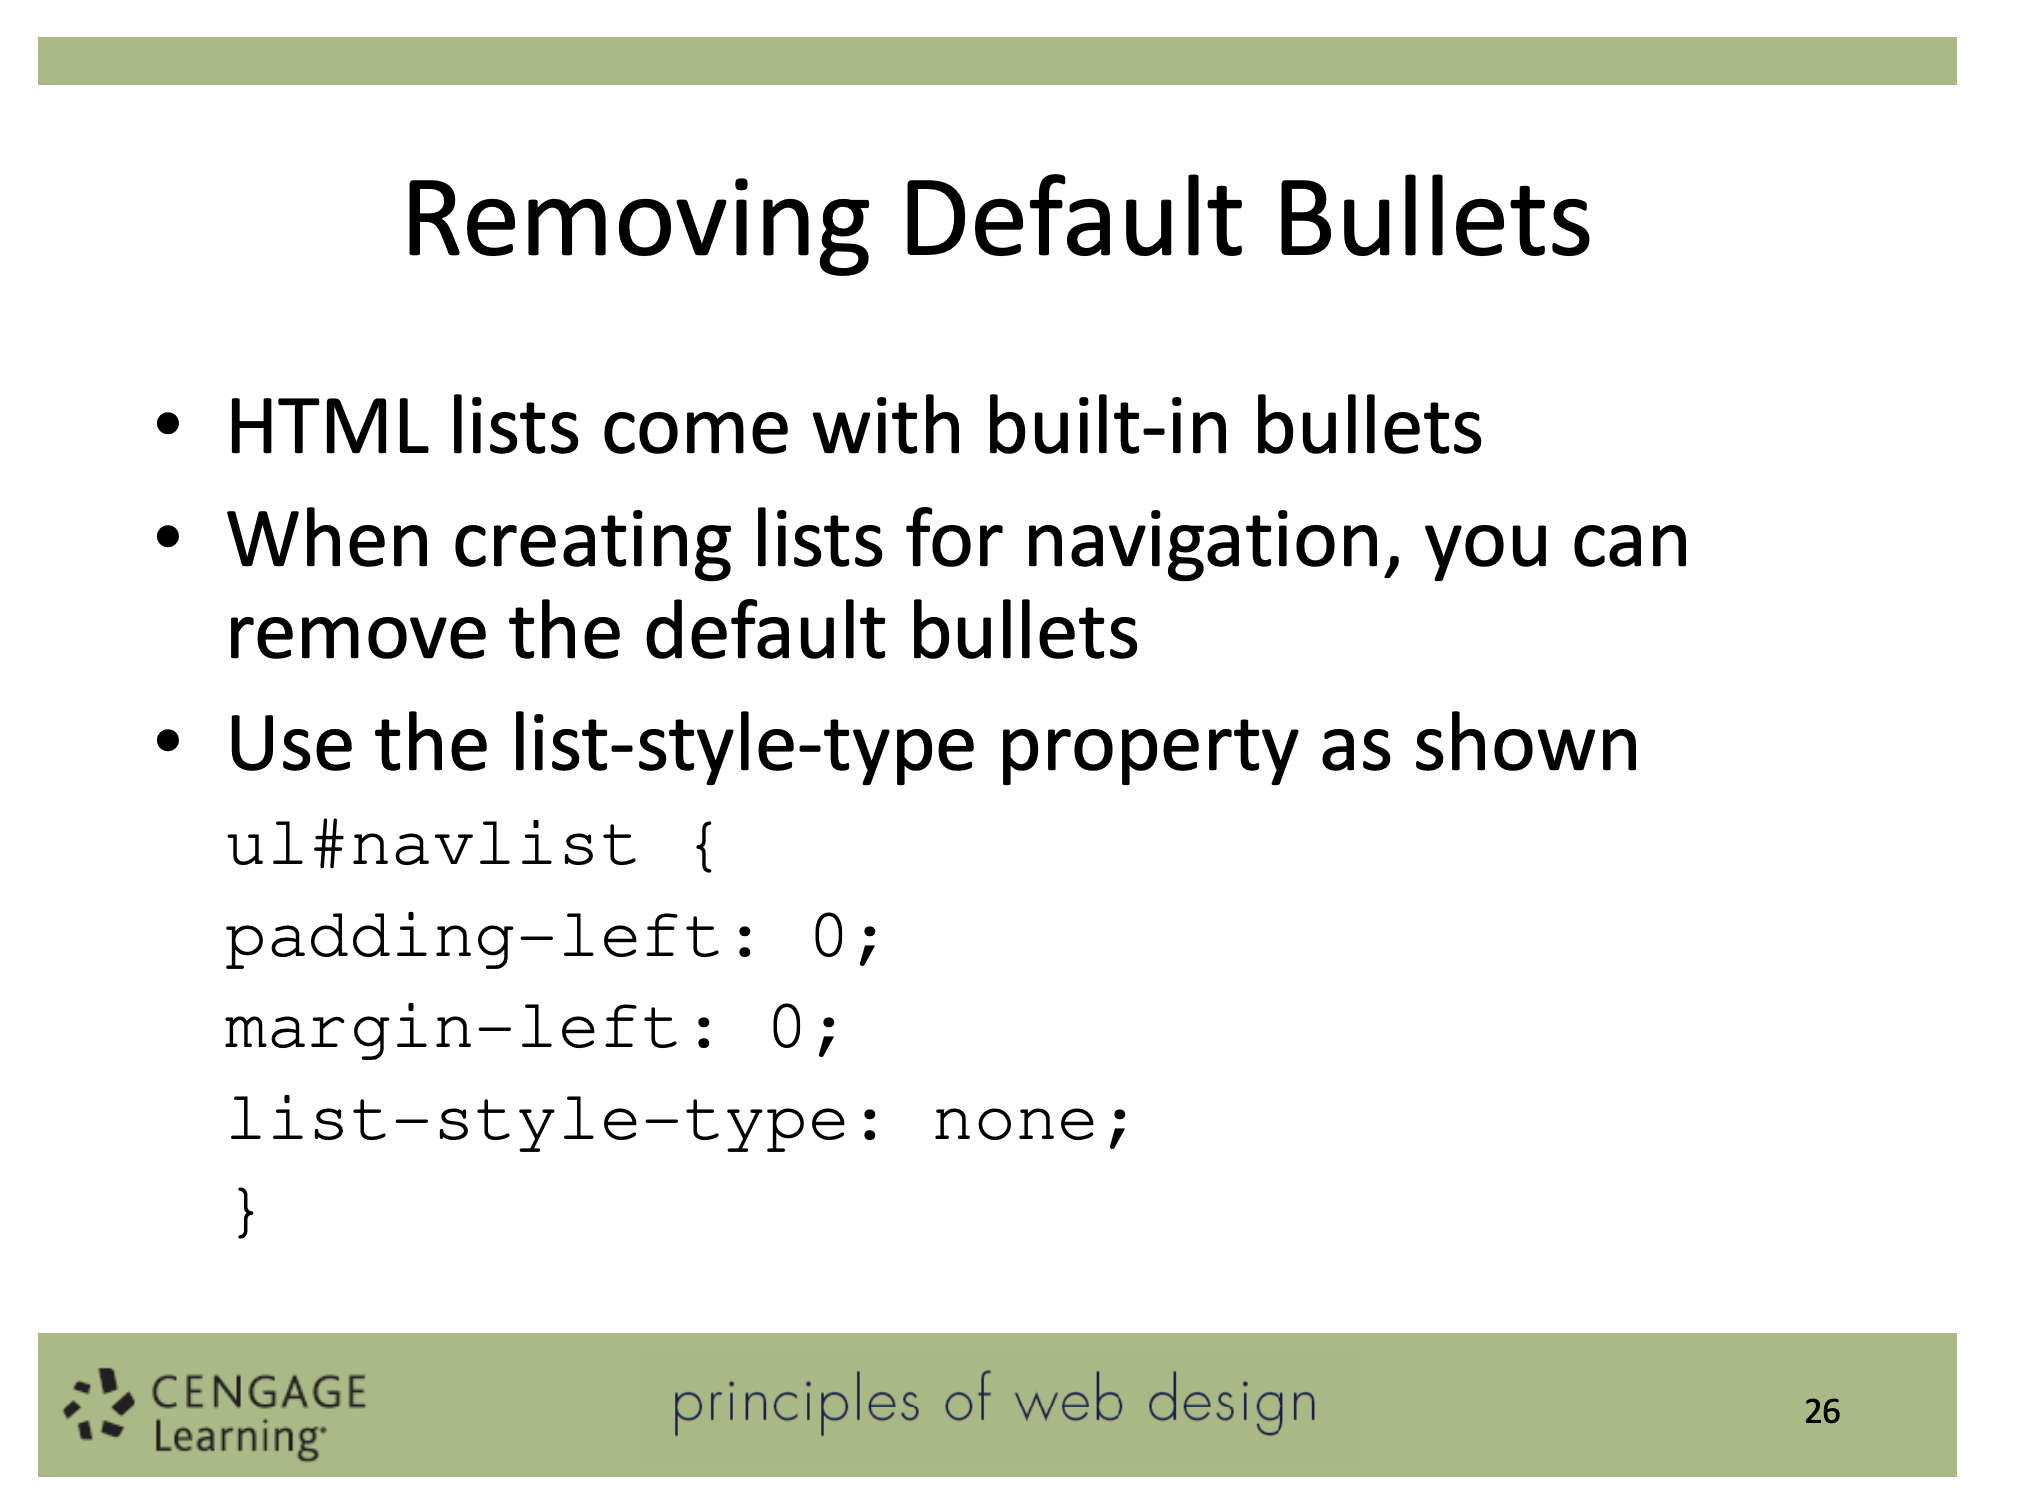 Removing Default Bullets
• HTML lists come with built-in bullets
• When creating lists for navigation, you can
remove the default bullets
• Use the list-style-type property as shown
ul#navlist {
padding-left: 0;
margin-left: 0;
list-style-type: none;
}
CENGAGE
Learning
principles of web design
26